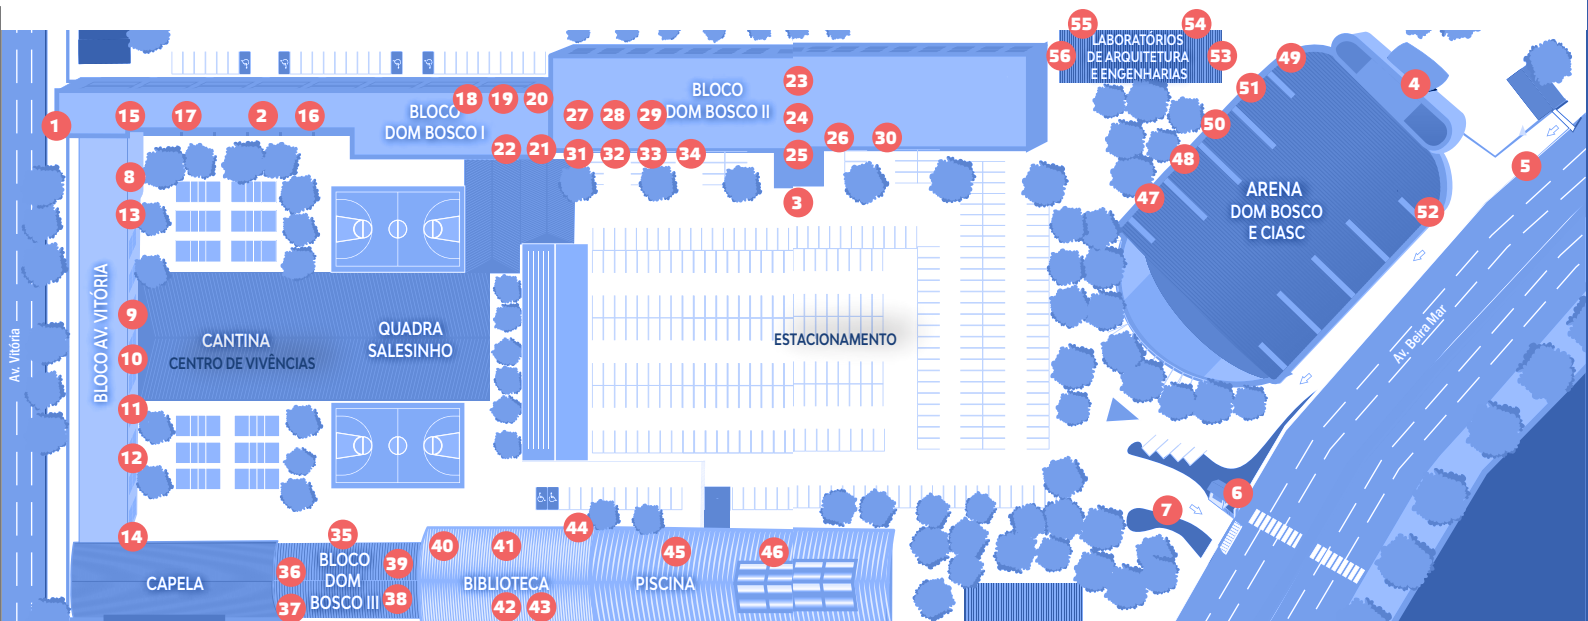 55
54
LABORATÓRIOS
DE ARQUITETURA
E ENGENHARIAS
56
53
49
4
51
50
48
47
5
52
ARENA
DOM BOSCO
E CIASC
1
15
17
2
16
18
19
20
BLOCO
DOM BOSCO I
22
21
BLOCO
DOM BOSCO II
23
24
25
27
28
29
26
30
31
32
33
34
3
8
13
9
10
11
12
14
Av. Vitória
BLOCO AV. VITÓRIA
CANTINA
CENTRO DE VIVÊNCIAS
QUADRA
SALESINHO
ESTACIONAMENTO
Av. Beira Mar
6
7
CAPELA
35
36
37
BLOCO
DOM
BOSCO III
39
38
40
41
BIBLIOTECA
42
43
44
45
PISCINA
46